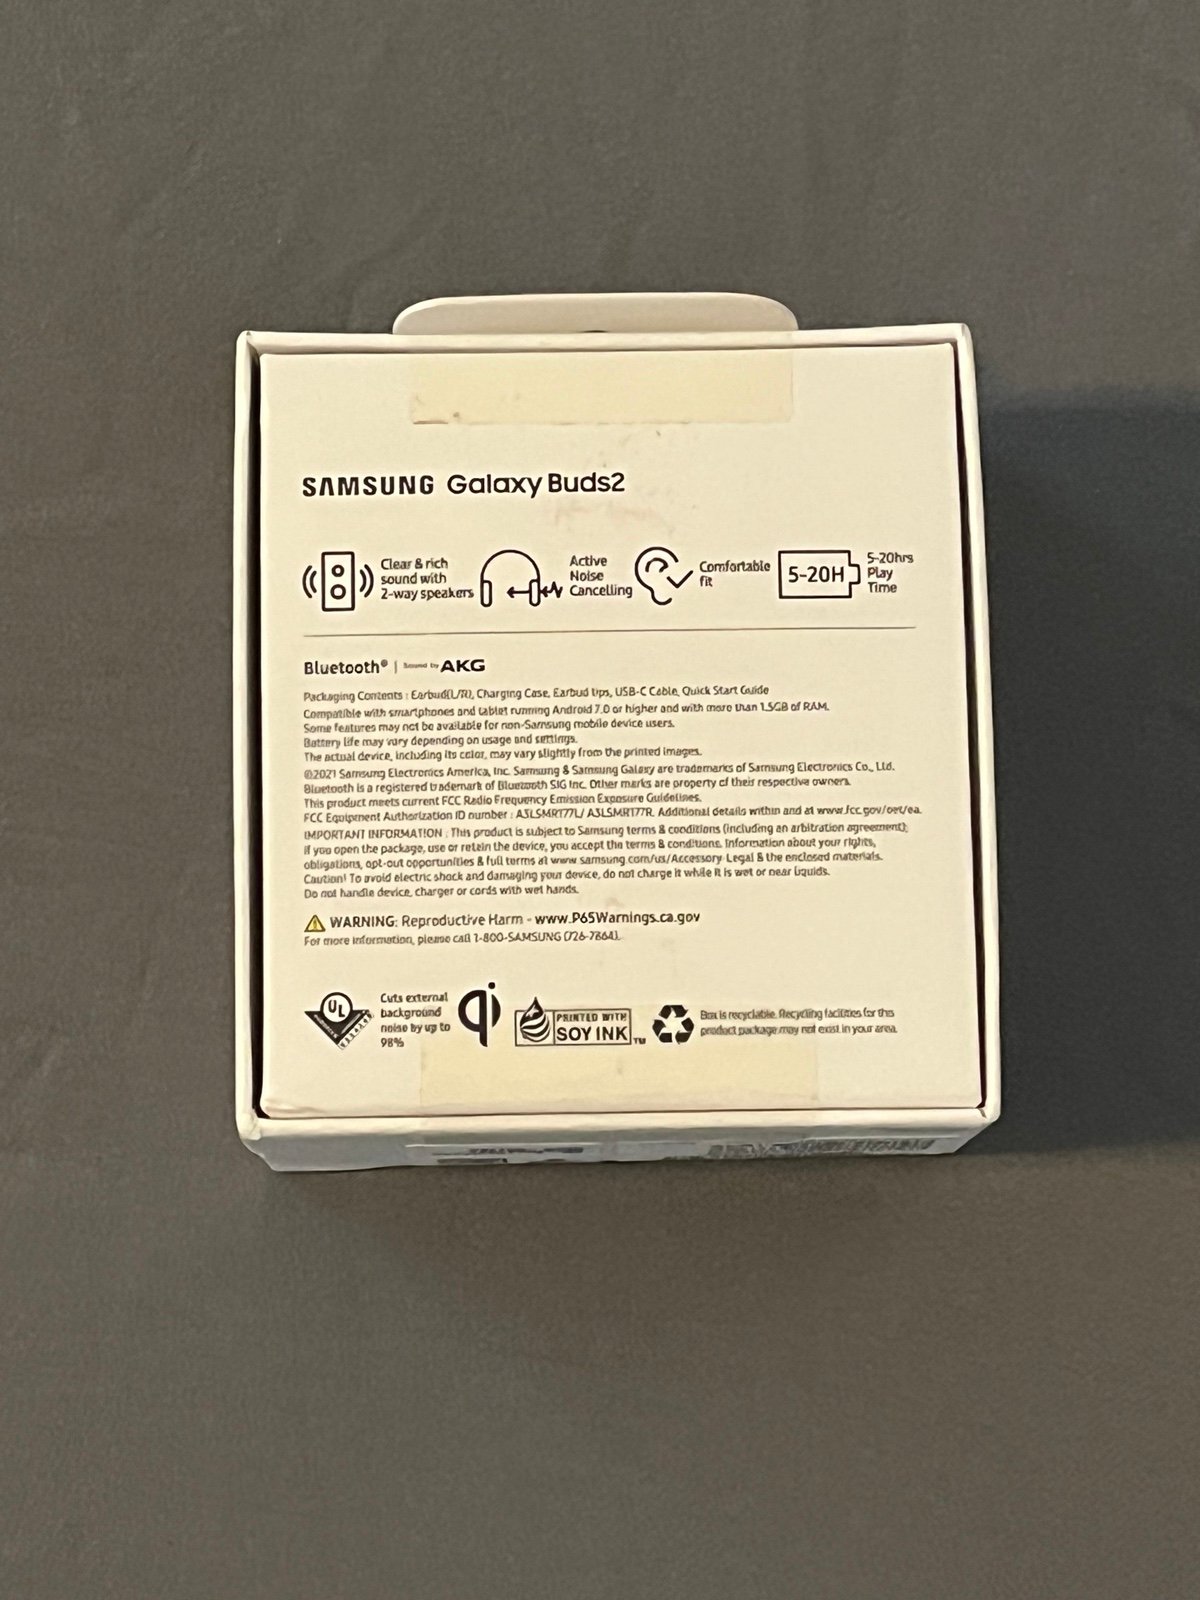 SAMSUNG Galaxy Buds2
Clear & rich
sound with
2-way speakers
Active
Noise
Cancelling
Comfortable
fit
5-20H
5-20hrs
Play
Time
Bluetooth® | Sound by AKG
Packaging Contents : Earbud(L/R), Charging Case, Earbud tips, USB-C Cable, Quick Start Guide
Compatible with smartphones and tablet running Android 7.0 or higher and with more than 1.5GB of RAM.
Some features may not be available for non-Samsung mobile device users.
Battery life may vary depending on usage and settings.
The actual device, including its color, may vary slightly from the printed images.
©2021 Samsung Electronics America, Inc. Samsung & Samsung Galaxy are trademarks of Samsung Electronics Co., Ltd.
Bluetooth is a registered trademark of Bluetooth SIG Inc. Other marks are property of their respective owners.
This product meets current FCC Radio Frequency Emission Exposure Guidelines.
FCC Equipment Authorization ID number : A3LSMR177L/ A3LSMR177R. Additional details within and at www.fcc.gov/oet/ea.
IMPORTANT INFORMATION : This product is subject to Samsung terms & conditions (including an arbitration agreement);
if you open the package, use or retain the device, you accept the terms & conditions. Information about your rights,
obligations, opt-out opportunities & full terms at www.samsung.com/us/Accessory-Legal & the enclosed materials.
Caution! To avoid electric shock and damaging your device, do not charge it while it is wet or near liquids.
Do not handle device, charger or cords with wet hands.
WARNING: Reproductive Harm - www.P65Warnings.ca.gov
For more information, please call 1-800-SAMSUNG (726-7864).
UL
Cuts external
background
noise by up to
98%
qi
PRINTED WITH
SOY INK™
Box is recyclable. Recycling facilities for this
product package may not exist in your area.